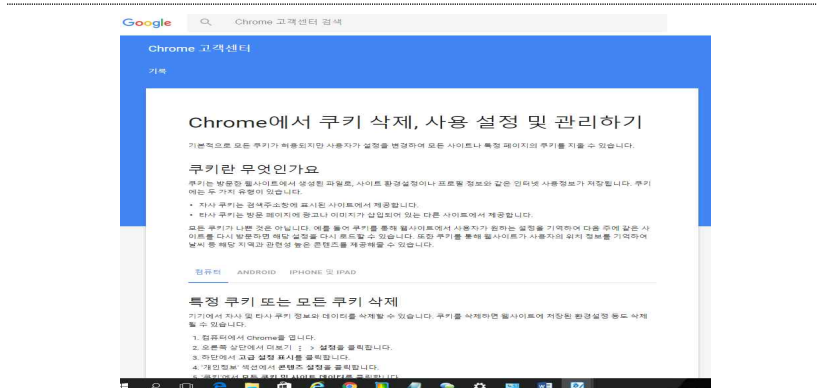 Google Chrome 고객센터 검색
Chrome 고객센터
Chrome에서 쿠키 삭제, 사용 설정 및 관리하기
기본적으로 모든 쿠키가 허용되지만 사용자가 설정을 변경하여 모든 사이트나 특정 페이지의 쿠키를 지울 수 있습니다.
쿠키란 무엇인가요
쿠키는 방문한 웹사이트에서 생성된 파일로, 사이트 환경설정이나 프로필 정보와 같은 인터넷 사용정보가 저장됩니다. 쿠키
에는 두 가지 유형이 있습니다.
• 자사 쿠키는 검색주소창에 표시된 사이트에서 제공합니다.
• 타사 쿠키는 방문 페이지에 광고나 이미지가 삽입되어 있는 다른 사이트에서 제공합니다.
모든 쿠키가 나쁜 것은 아닙니다. 예를 들어 쿠키를 통해 웹사이트에서 사용자가 원하는 설정을 기억하여 다음 주에 같은 사
이트를 다시 방문하면 해당 설정을 다시 로드할 수 있습니다. 또한 쿠키를 통해 웹사이트가 사용자의 위치 정보를 기억하여
날씨 등 해당 지역과 관련성 높은 콘텐츠를 제공해줄 수 있습니다.
컴퓨터 ANDROID IPHONE 및 IPAD
특정 쿠키 또는 모든 쿠키 삭제
기기에서 자사 및 타사 쿠키 정보와 데이터를 삭제할 수 있습니다. 쿠키를 삭제하면 웹사이트에 저장된 환경설정 등도 삭제
될 수 있습니다.
1. 컴퓨터에서 Chrome을 엽니다.
2. 오른쪽 상단에서 더보기 ⋮ > 설정을 클릭합니다.
3. 하단에서 고급 설정 표시를 클릭합니다.
4. '개인정보' 섹션에서 콘텐츠 설정을 클릭합니다.
5. '쿠키'에서 모든 쿠키 및 사이트 데이터를 클릭합니다.